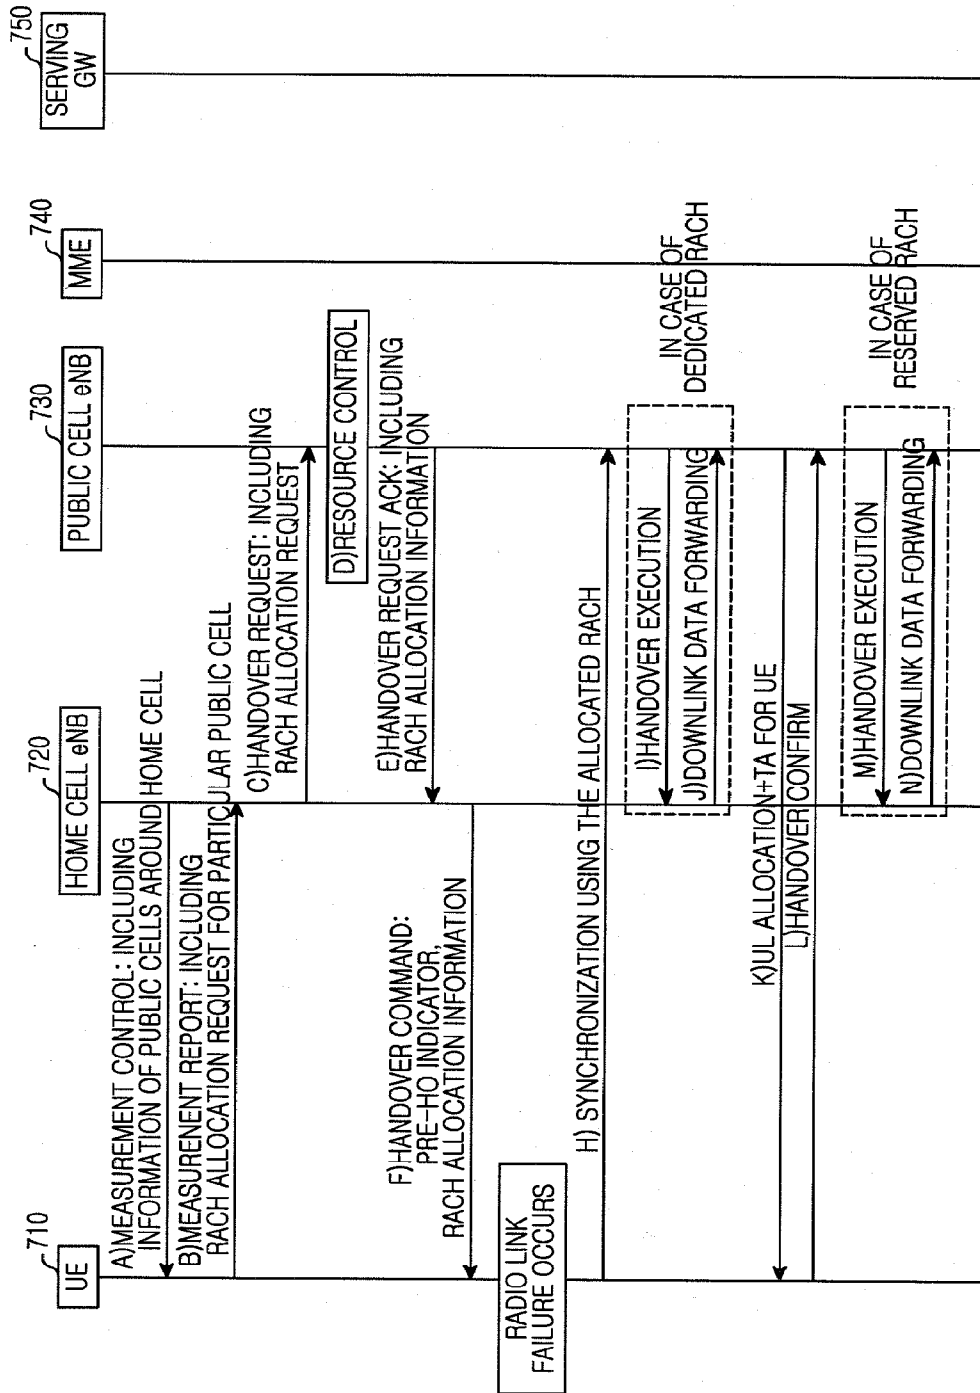 710
UE
720
HOME CELL eNB
730
PUBLIC CELL eNB
740
MME
750
SERVING
GW
A)MEASUREMENT CONTROL: INCLUDING
INFORMATION OF PUBLIC CELLS AROUND HOME CELL
B)MEASURENENT REPORT: INCLUDING
RACH ALLOCATION REQUEST FOR PARTICULAR PUBLIC CELL
C)HANDOVER REQUEST: INCLUDING
RACH ALLOCATION REQUEST
D)RESOURCE CONTROL
E)HANDOVER REQUEST ACK: INCLUDING
RACH ALLOCATION INFORMATION
F)HANDOVER COMMAND:
PRE-HO INDICATOR,
RACH ALLOCATION INFORMATION
RADIO LINK
FAILURE OCCURS
H) SYNCHRONIZATION USING THE ALLOCATED RACH
I)HANDOVER EXECUTION
J)DOWNLINK DATA FORWARDING
IN CASE OF
DEDICATED RACH
K)UL ALLOCATION+TA FOR UE
L)HANDOVER CONFIRM
M)HANDOVER EXECUTION
N)DOWNLINK DATA FORWARDING
IN CASE OF
RESERVED RACH